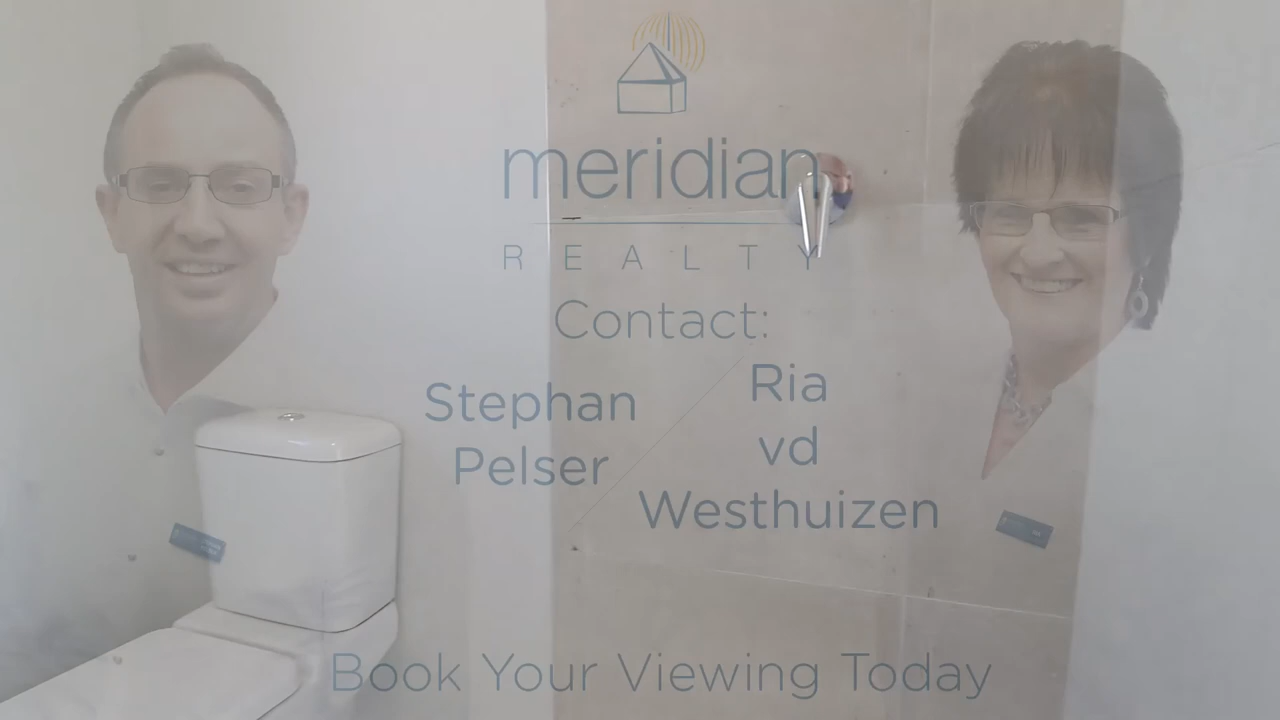 meridian
REALTY
Contact:
Stephan
Pelser
Ria
vd
Westhuizen
Book Your Viewing Today